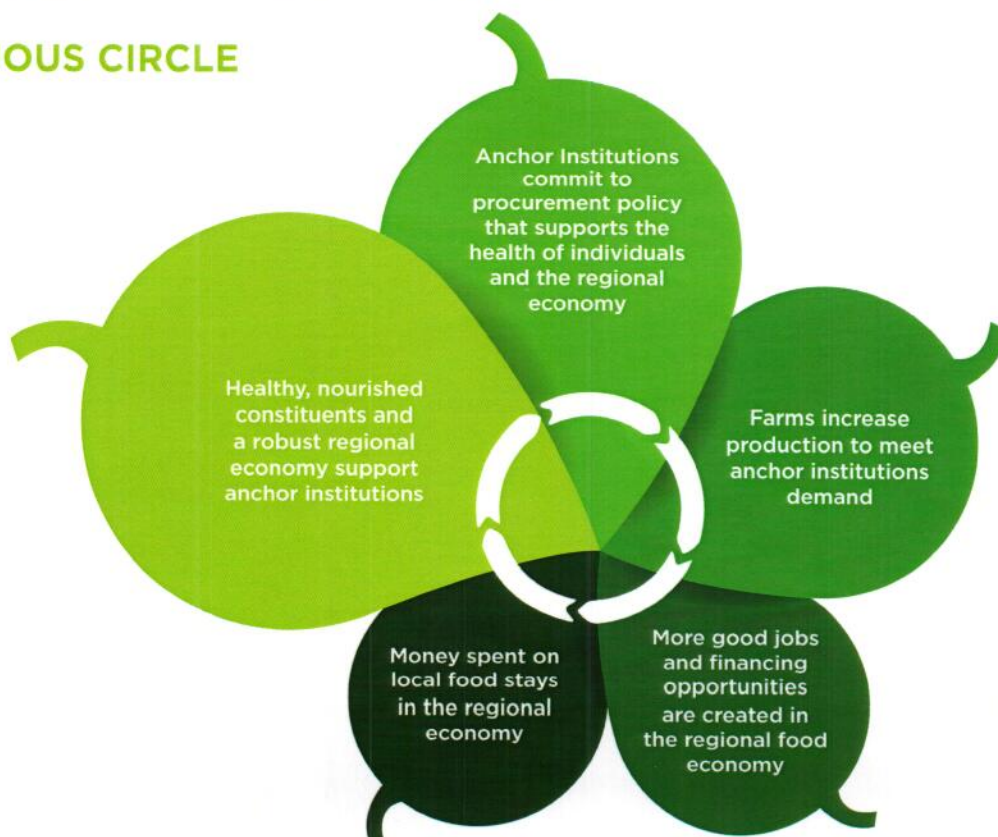 OUS CIRCLE
Anchor Institutions
commit to
procurement policy
that supports the
health of individuals
and the regional
economy
Farms increase
production to meet
anchor institutions
demand
More good jobs
and financing
opportunities
are created in
the regional food
economy
Money spent on
local food stays
in the regional
economy
Healthy, nourished
constituents and
a robust regional
economy support
anchor institutions